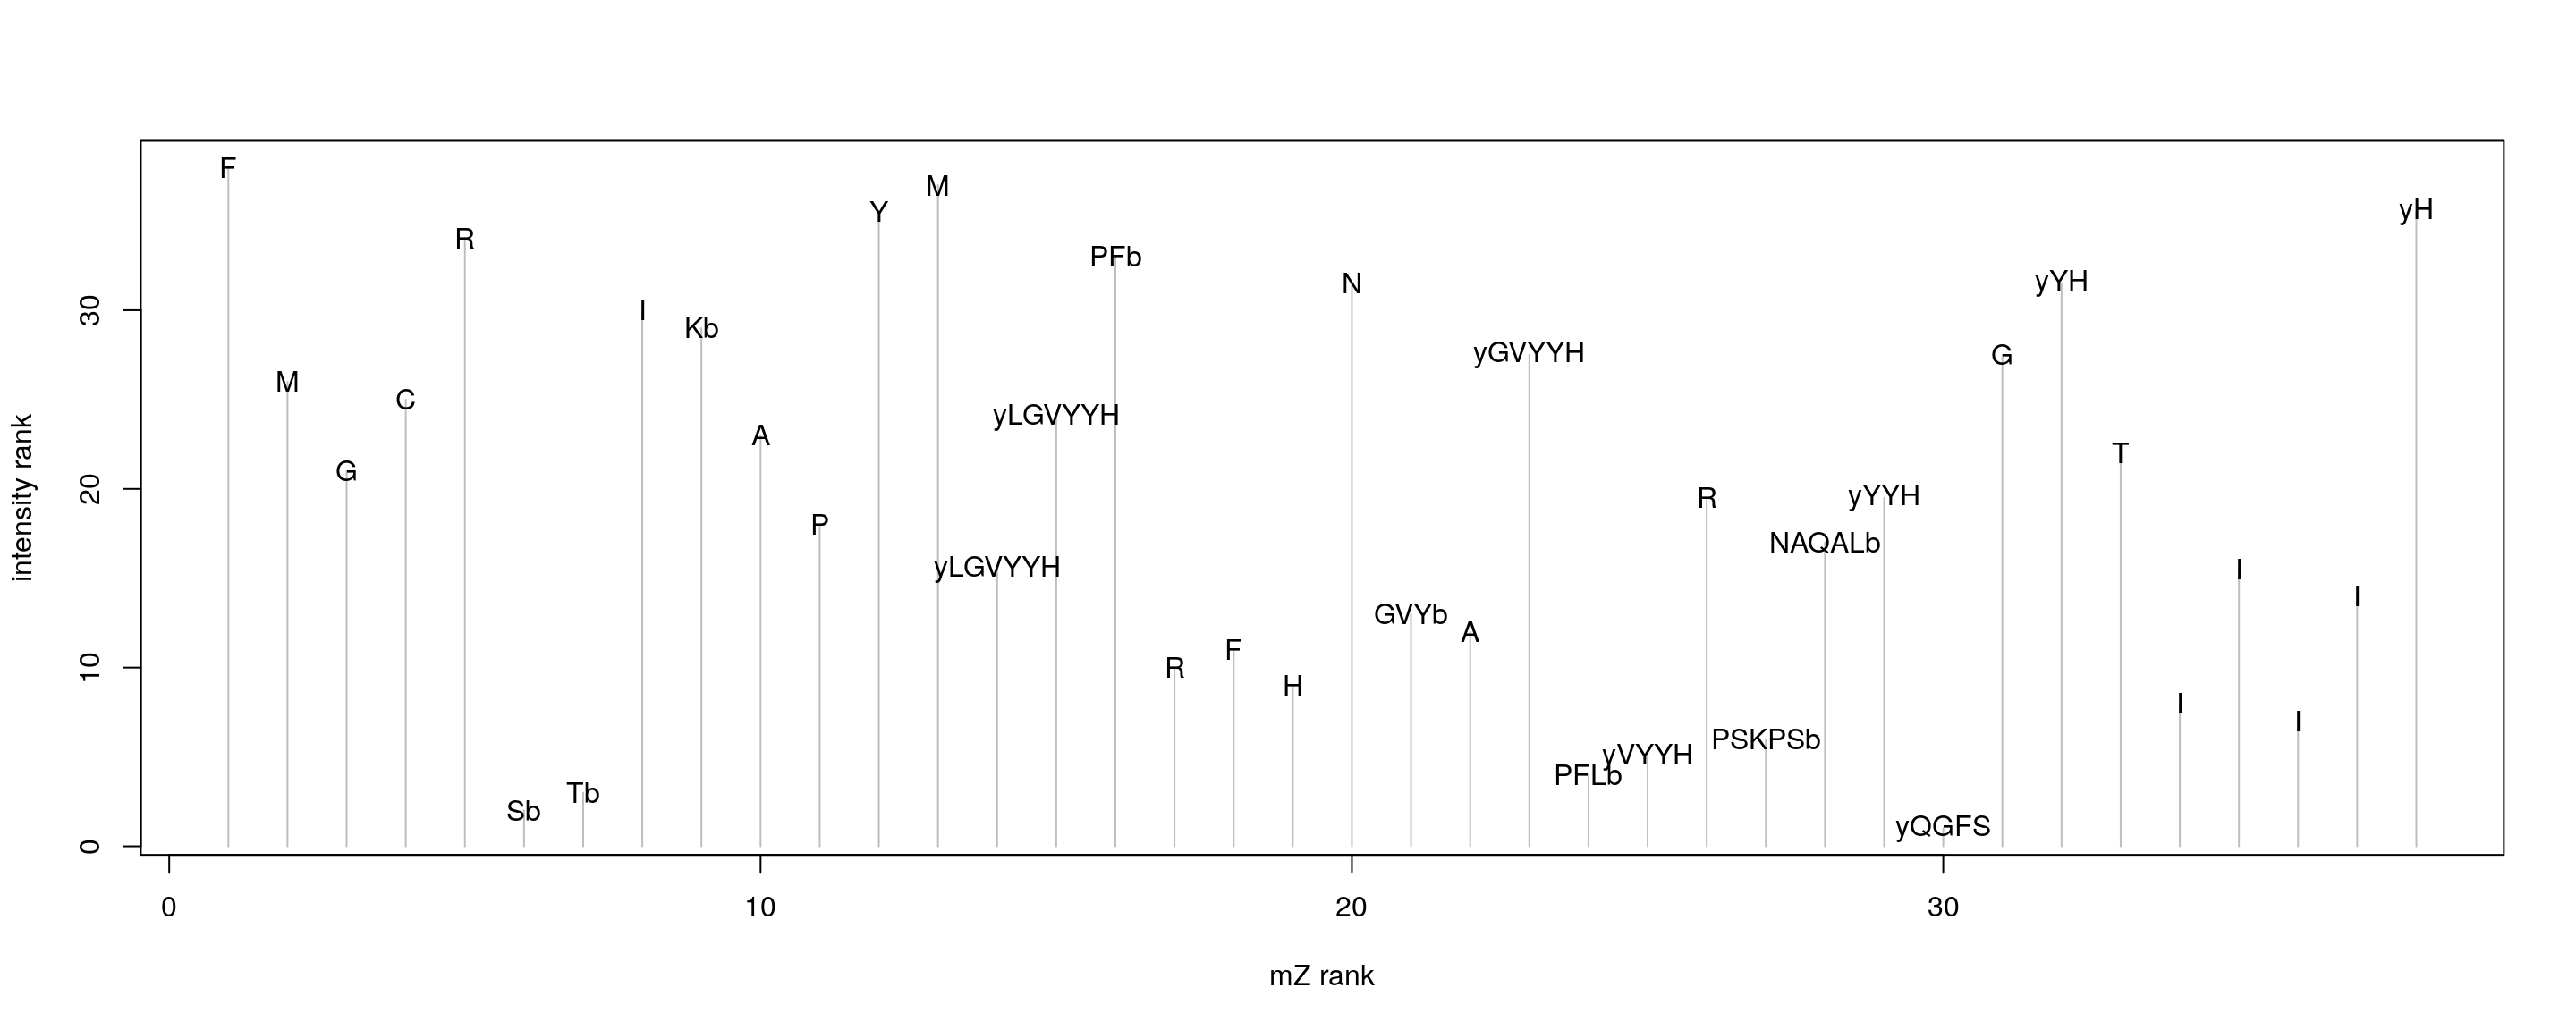 F
M
Y
yH
R
PFb
I
N
yYH
Kb
yGVYYH
G
M
C
yLGVYYH
A
T
G
R
yYYH
P
NAQALb
yLGVYYH
I
I
GVYb
A
F
R
H
I
I
yVYYH
PSKPSb
PFLb
Tb
Sb
yQGFS
30
20
10
0
intensity rank
0 10 20 30
mZ rank